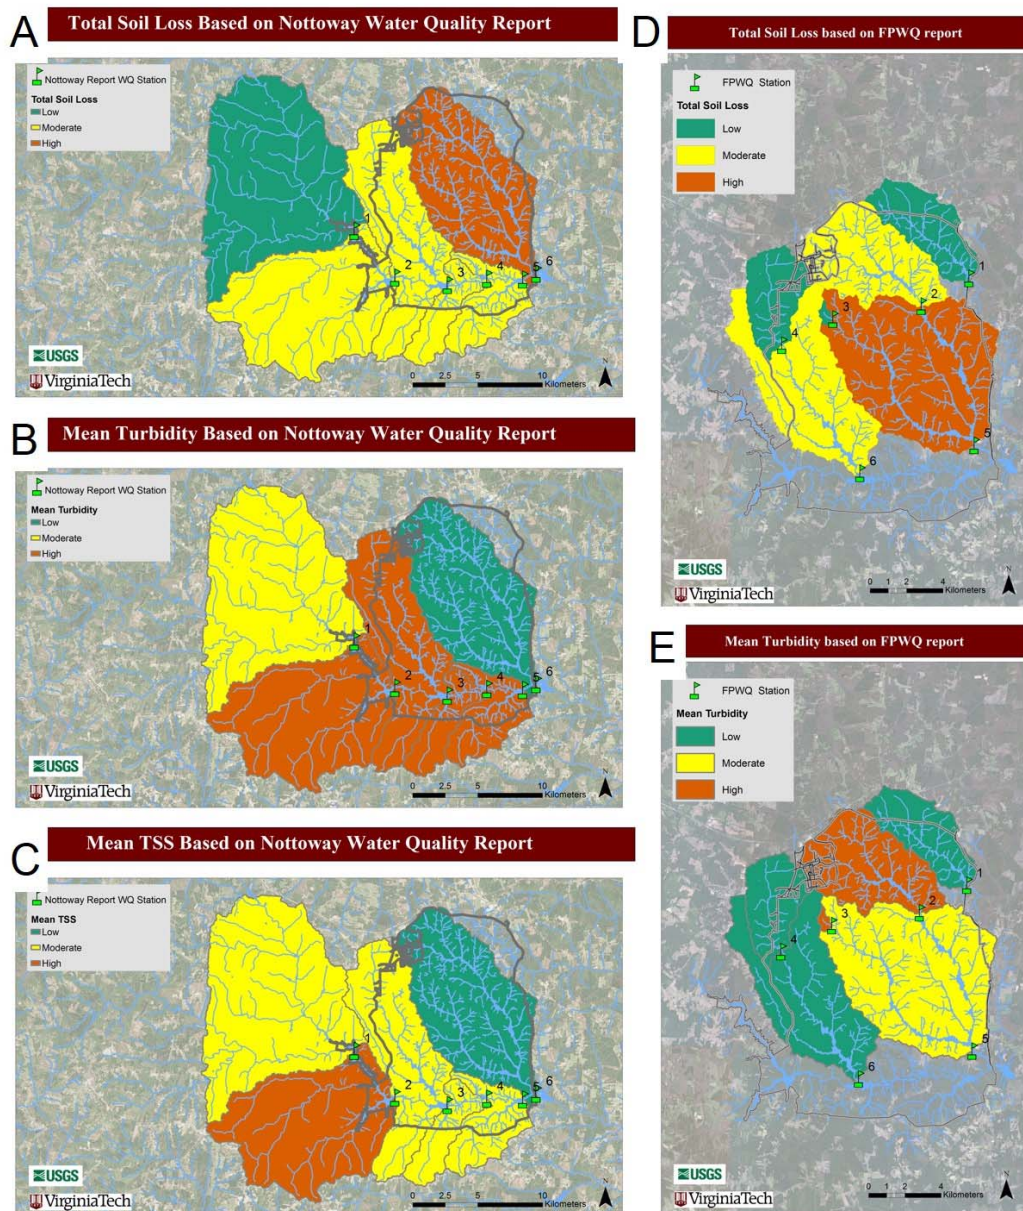 A
Total Soil Loss Based on Nottoway Water Quality Report
Nottoway Report WQ Station
Total Soil Loss
Low
Moderate
High
1
2
3
4
5
6
USGS
VirginiaTech
N
0 2.5 5 10
Kilometers
B
Mean Turbidity Based on Nottoway Water Quality Report
Nottoway Report WQ Station
Mean Turbidity
Low
Moderate
High
1
2
3
4
5
6
USGS
VirginiaTech
N
0 2.5 5 10
Kilometers
C
Mean TSS Based on Nottoway Water Quality Report
Nottoway Report WQ Station
Mean TSS
Low
Moderate
High
1
2
3
4
5
6
USGS
VirginiaTech
N
0 2.5 5 10
Kilometers
D
Total Soil Loss based on FPWQ report
FPWQ Station
Total Soil Loss
Low
Moderate
High
1
2
3
4
5
6
USGS
VirginiaTech
N
0 1 2 4
Kilometers
E
Mean Turbidity based on FPWQ report
FPWQ Station
Mean Turbidity
Low
Moderate
High
1
2
3
4
5
6
USGS
VirginiaTech
N
0 1 2 4
Kilometers